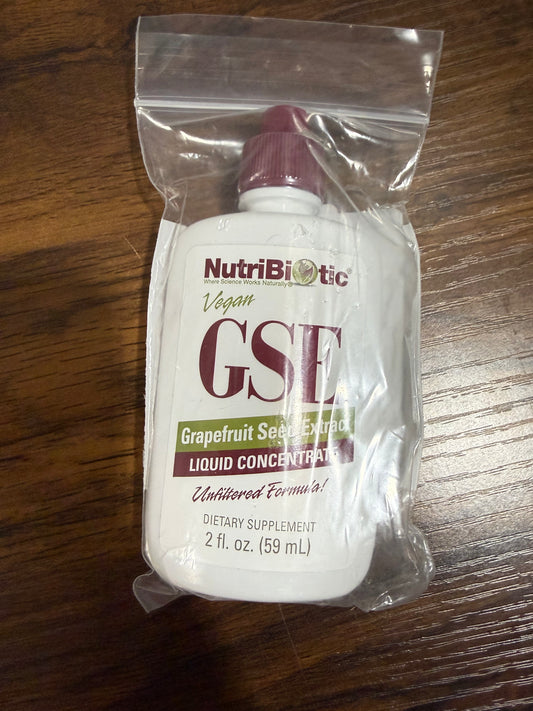 NutriBiotic®
Where Science Works Naturally®
Vegan
GSE
Grapefruit Seed Extract
LIQUID CONCENTRATE
Unfiltered Formula!
DIETARY SUPPLEMENT
2 fl. oz. (59 mL)